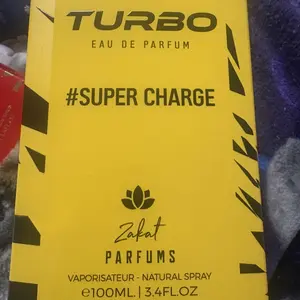 TURBO
EAU DE PARFUM
#SUPER CHARGE
Zakat
PARFUMS
VAPORISATEUR - NATURAL SPRAY
℮100ML | 3.4FL.OZ